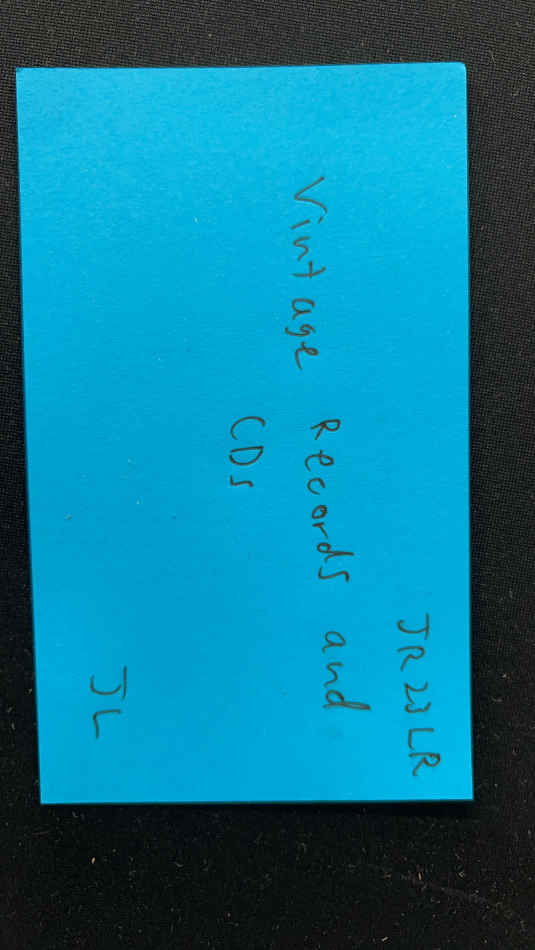 JR23LR
Vintage Records and
CDs
JL